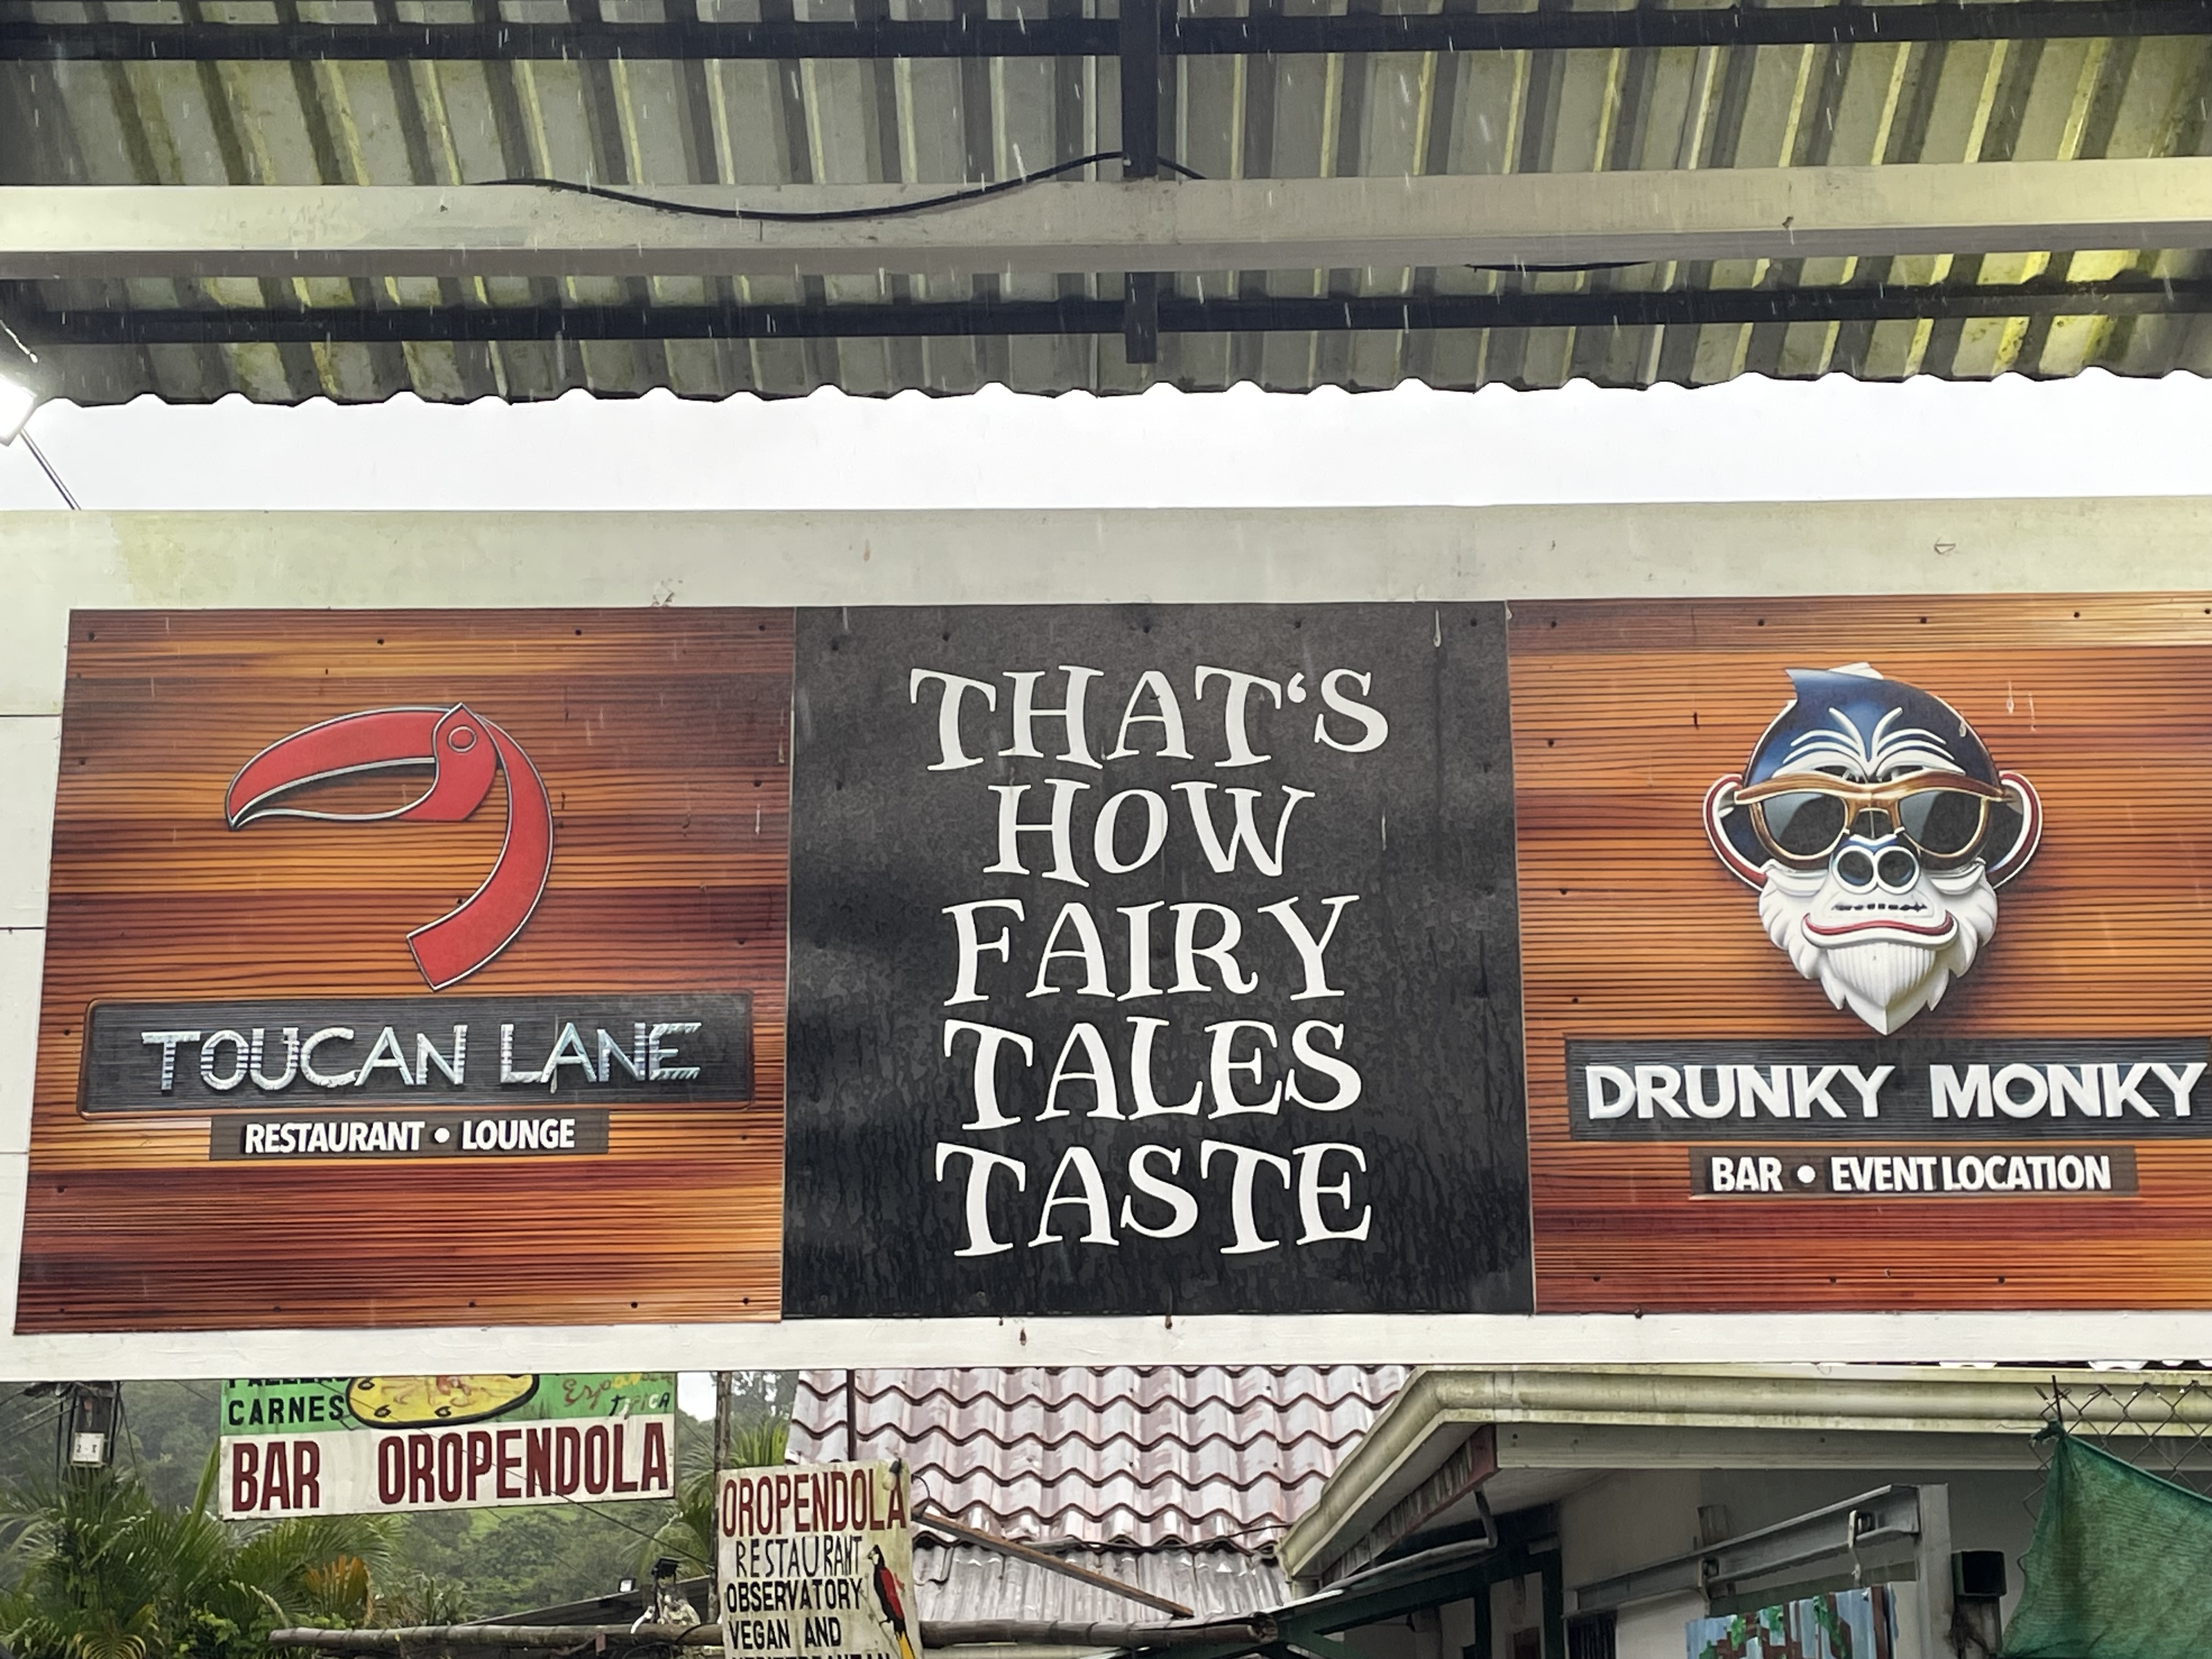 THAT‘S
HOW
FAIRY
TALES
TASTE
TOUCAN LANE
RESTAURANT • LOUNGE
DRUNKY MONKY
BAR • EVENT LOCATION
CARNES
BAR OROPENDOLA
OROPENDOLA
RESTAURANT
OBSERVATORY
VEGAN AND